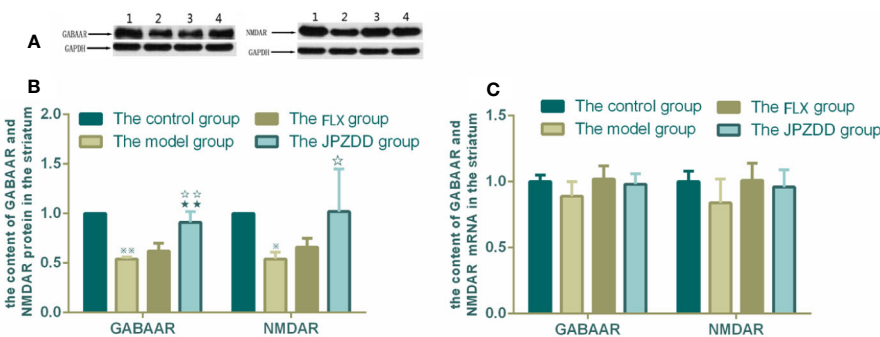 A
1 2 3 4
GABAAR
GAPDH
1 2 3 4
NMDAR
GAPDH
B
the content of GABAAR and
NMDAR protein in the striatum
2.0
1.5
1.0
0.5
0.0
The control group
The FLX group
The model group
The JPZDD group
※※
☆☆
★★
※
☆
GABAAR
NMDAR
C
the content of GABAAR and
NMDAR mRNA in the striatum
1.5
1.0
0.5
0.0
The control group
The FLX group
The model group
The JPZDD group
GABAAR
NMDAR